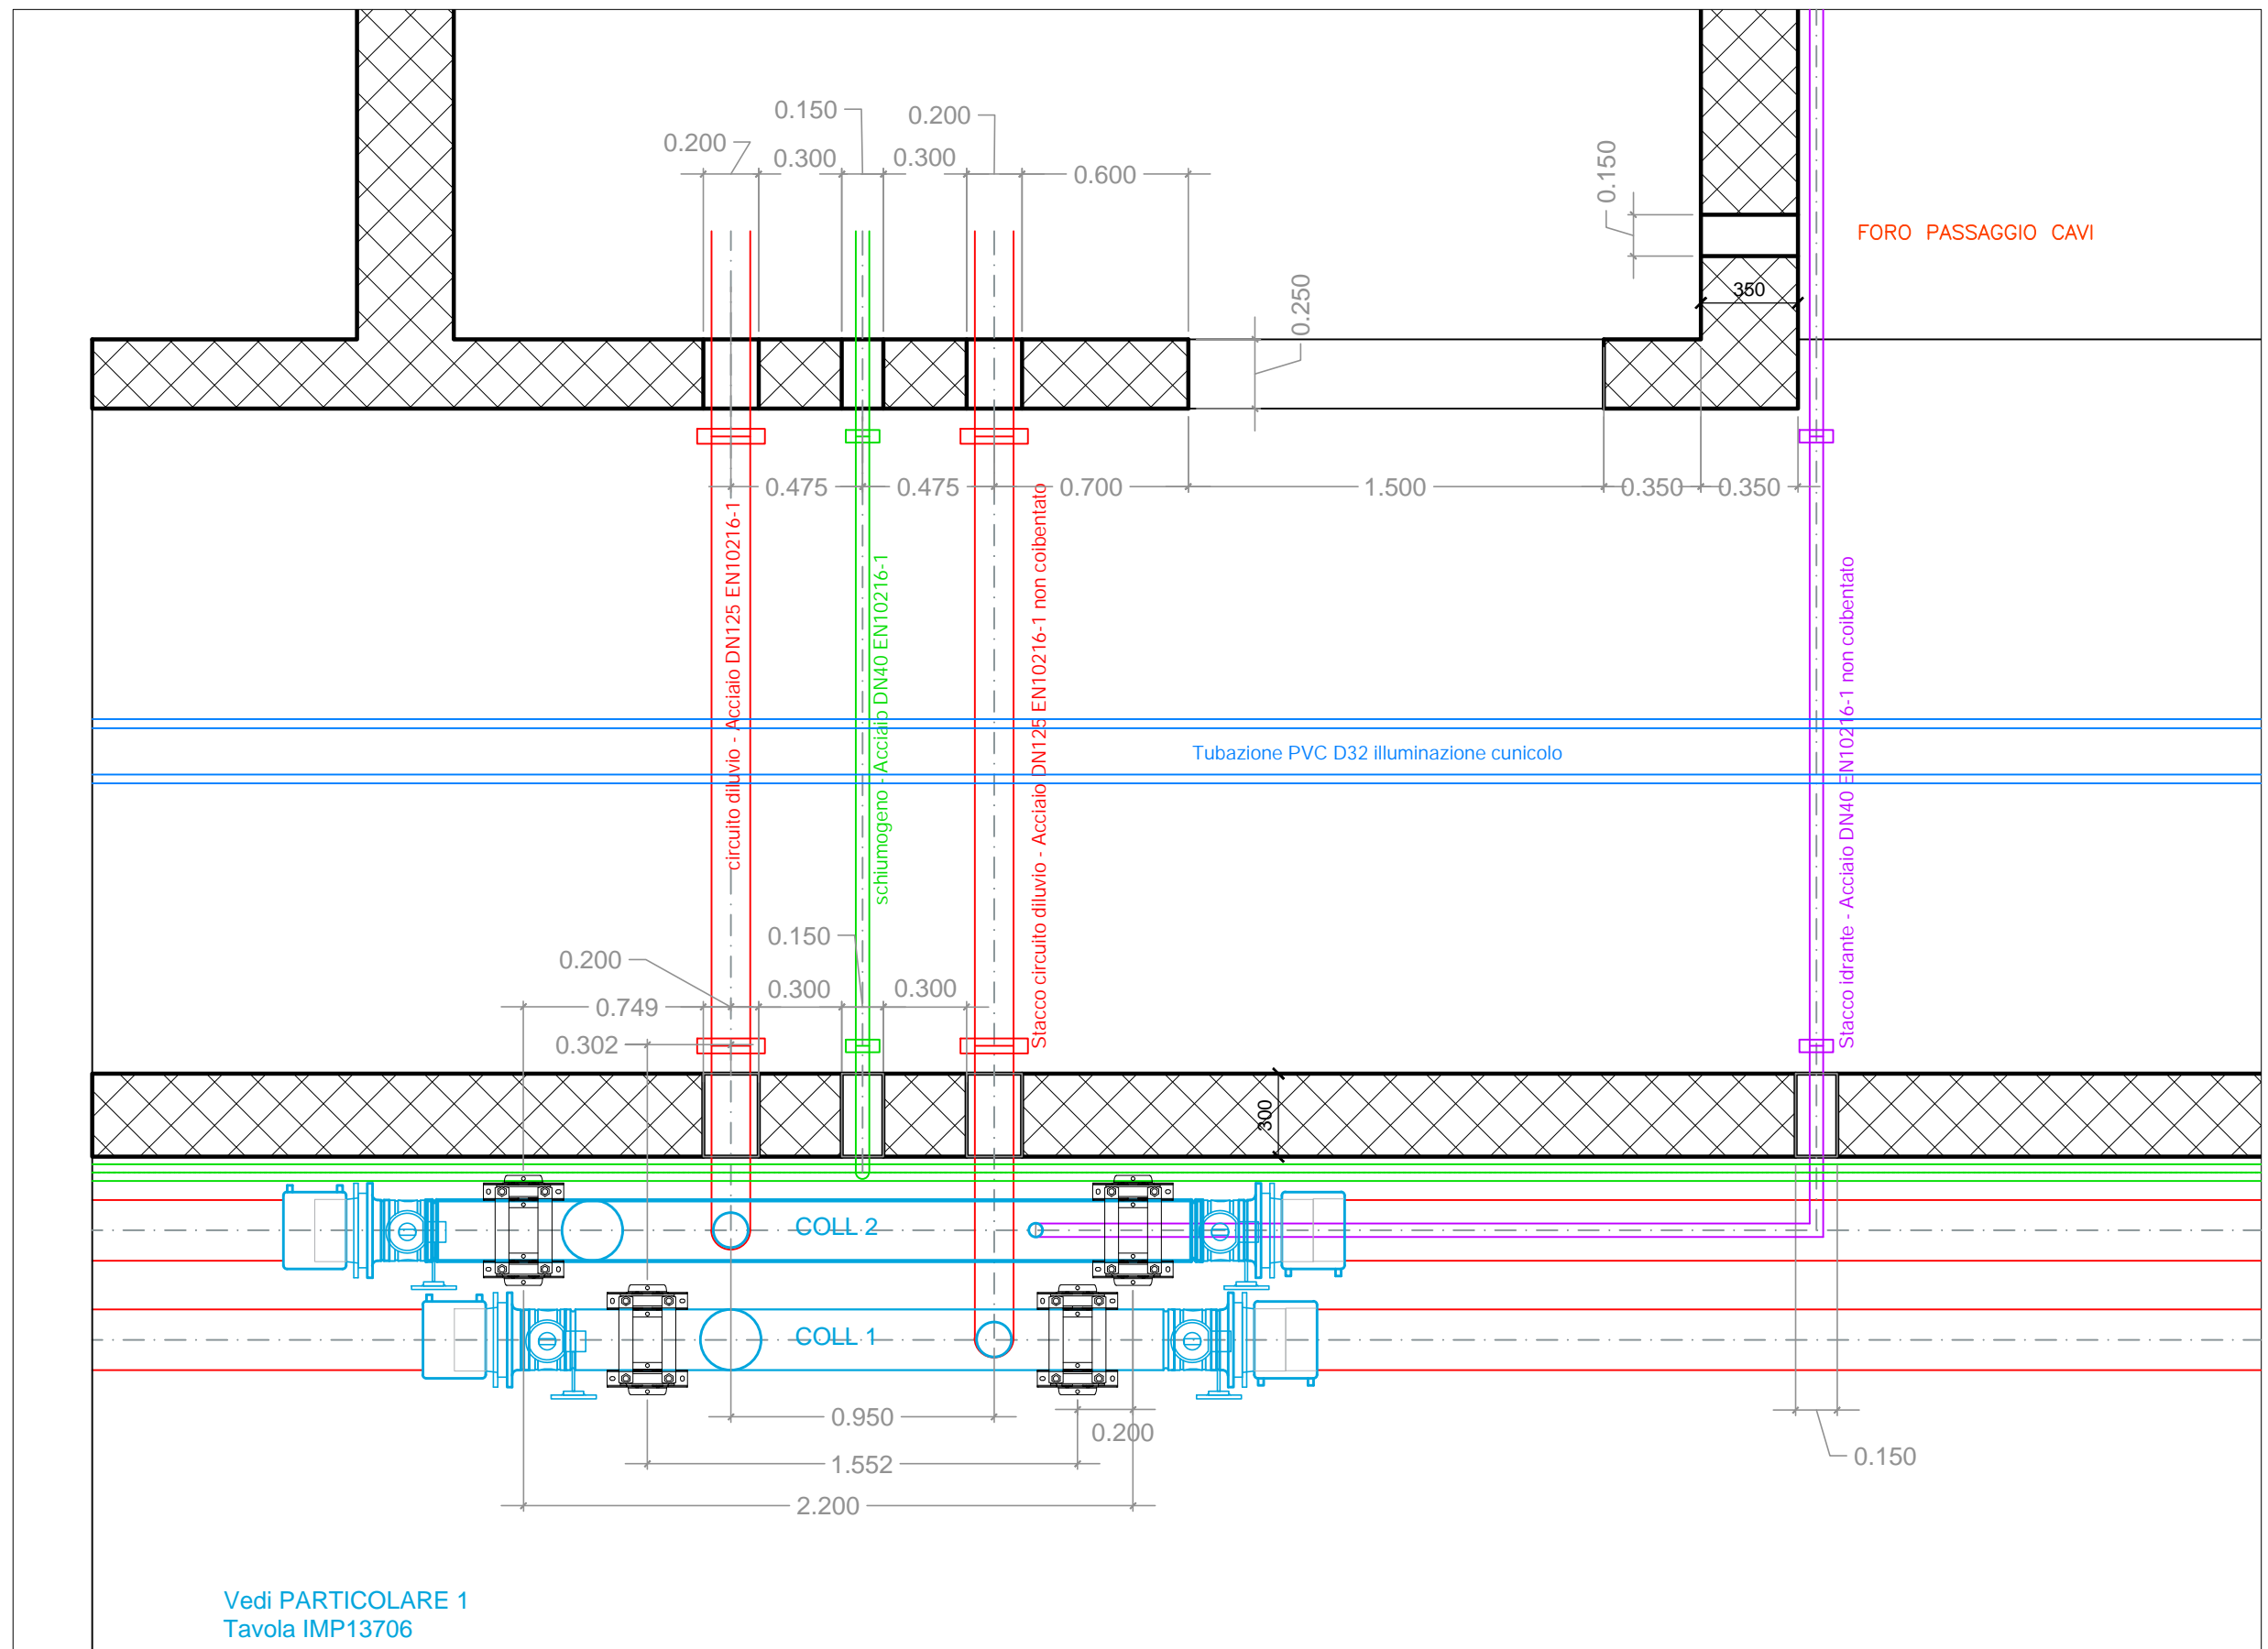 0.150
0.200
0.200
0.300
0.300
0.600
0.150
FORO PASSAGGIO CAVI
0.250
350
0.475
0.475
0.700
1.500
0.350
0.350
circuito diluvio - Acciaio DN125 EN10216-1
schiumogeno - Acciaio DN40 EN10216-1
Stacco circuito diluvio - Acciaio DN125 EN10216-1 non coibentato
Stacco idrante - Acciaio DN40 EN10216-1 non coibentato
Tubazione PVC D32 illuminazione cunicolo
0.150
0.200
0.300
0.300
0.749
0.302
300
COLL 2
COLL 1
0.950
0.200
1.552
0.150
2.200
Vedi PARTICOLARE 1
Tavola IMP13706